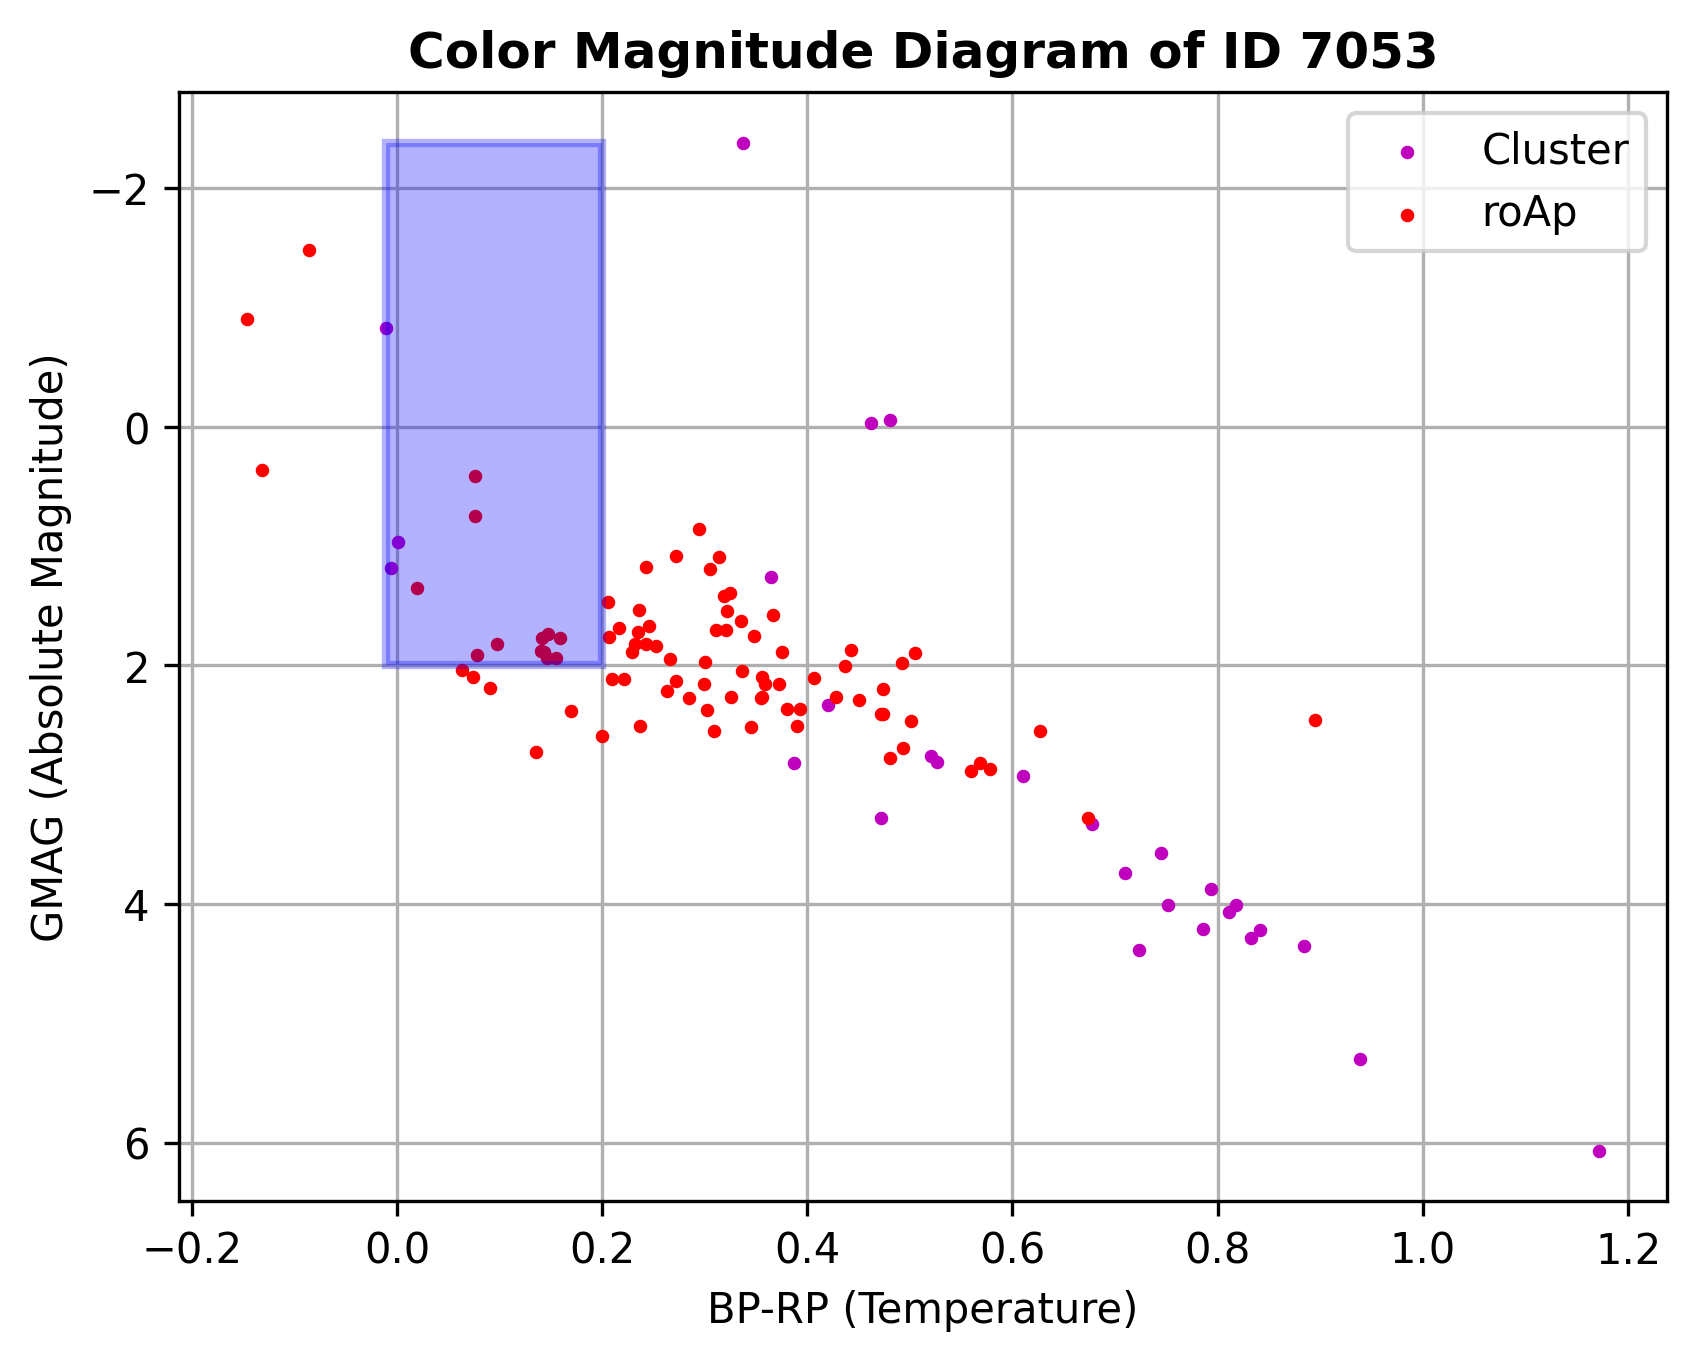 Color Magnitude Diagram of ID 7053
Cluster
roAp
GMAG (Absolute Magnitude)
−2
0
2
4
6
−0.2 0.0 0.2 0.4 0.6 0.8 1.0 1.2
BP-RP (Temperature)